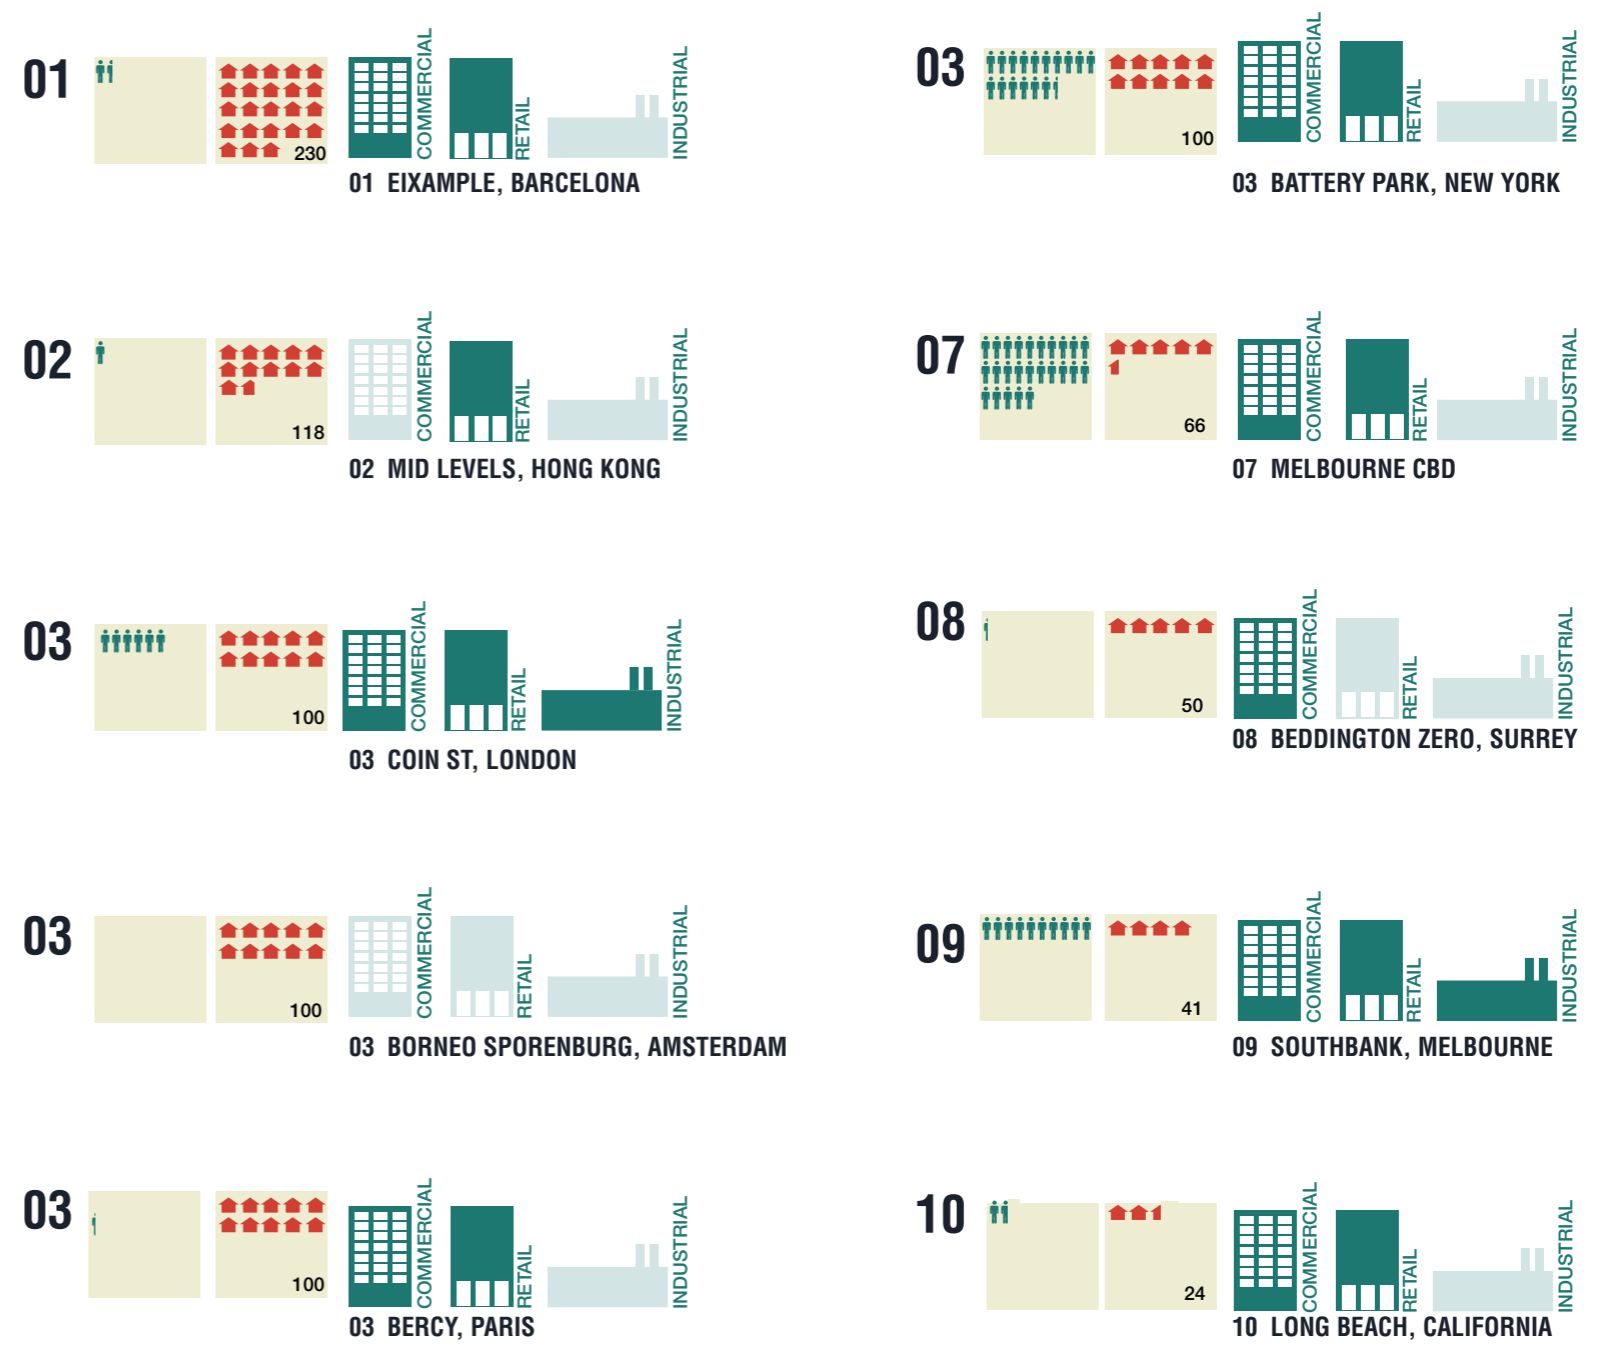 01
230
COMMERCIAL
RETAIL
INDUSTRIAL
01 EIXAMPLE, BARCELONA
02
118
COMMERCIAL
RETAIL
INDUSTRIAL
02 MID LEVELS, HONG KONG
03
100
COMMERCIAL
RETAIL
INDUSTRIAL
03 COIN ST, LONDON
03
100
COMMERCIAL
RETAIL
INDUSTRIAL
03 BORNEO SPORENBURG, AMSTERDAM
03
100
COMMERCIAL
RETAIL
INDUSTRIAL
03 BERCY, PARIS
03
100
COMMERCIAL
RETAIL
INDUSTRIAL
03 BATTERY PARK, NEW YORK
07
66
COMMERCIAL
RETAIL
INDUSTRIAL
07 MELBOURNE CBD
08
50
COMMERCIAL
RETAIL
INDUSTRIAL
08 BEDDINGTON ZERO, SURREY
09
41
COMMERCIAL
RETAIL
INDUSTRIAL
09 SOUTHBANK, MELBOURNE
10
24
COMMERCIAL
RETAIL
INDUSTRIAL
10 LONG BEACH, CALIFORNIA